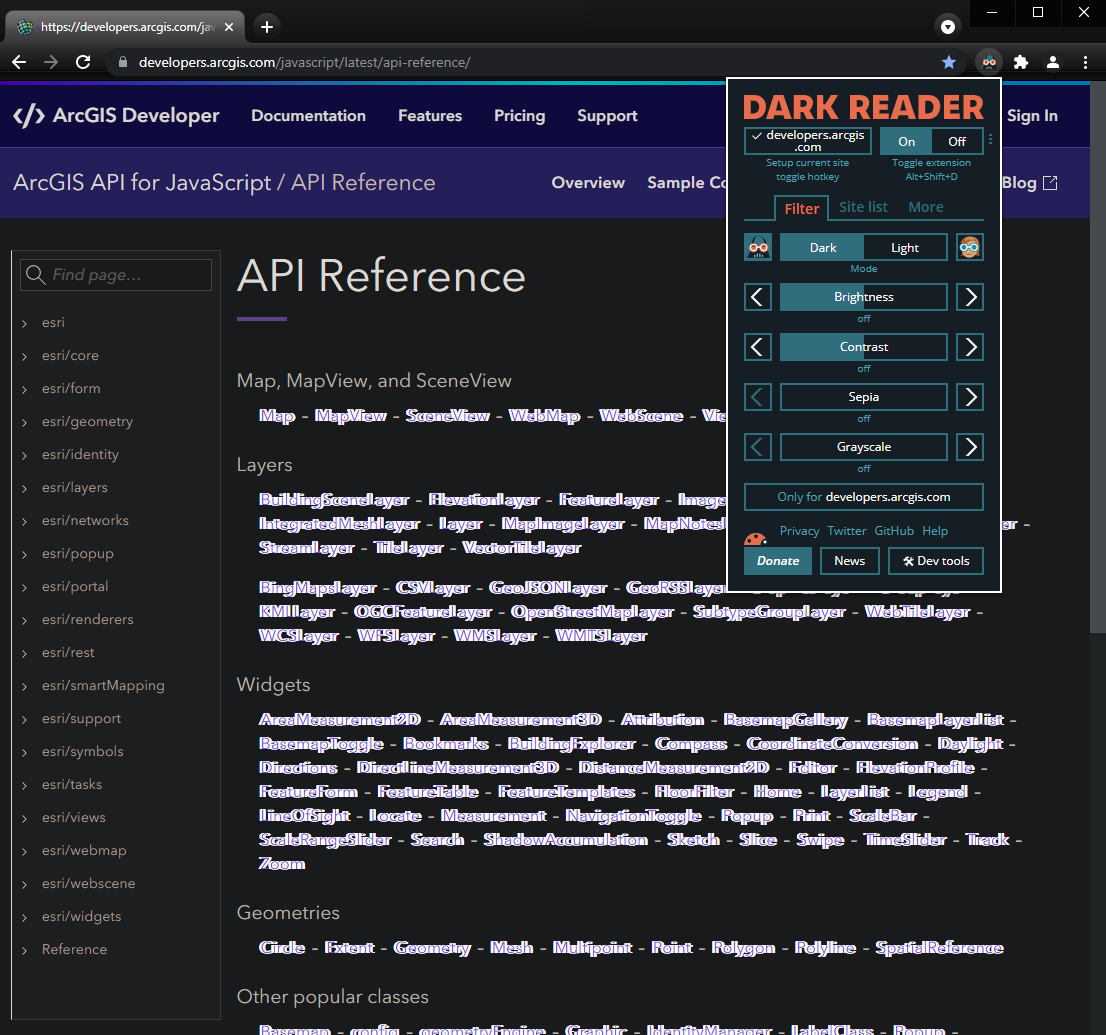 https://developers.arcgis.com/jav
developers.arcgis.com/javascript/latest/api-reference/
</> ArcGIS Developer Documentation Features Pricing Support Sign In
ArcGIS API for JavaScript / API Reference Overview Sample Co Blog
DARK READER
developers.arcgis
.com
On Off
Setup current site
toggle hotkey
Toggle extension
Alt+Shift+D
Filter Site list More
Dark Light
Mode
Brightness
off
Contrast
off
Sepia
off
Grayscale
off
Only for developers.arcgis.com
Privacy Twitter GitHub Help
Donate News Dev tools
Find page...
esri
esri/core
esri/form
esri/geometry
esri/identity
esri/layers
esri/networks
esri/popup
esri/portal
esri/renderers
esri/rest
esri/smartMapping
esri/support
esri/symbols
esri/tasks
esri/views
esri/webmap
esri/webscene
esri/widgets
Reference
API Reference
Map, MapView, and SceneView
Map - MapView - SceneView - WebMap - WebScene - Vie
Layers
BuildingSceneLayer - ElevationLayer - FeatureLayer - Image
IntegratedMeshLayer - Layer - MapImageLayer - MapNotesL er -
StreamLayer - TileLayer - VectorTileLayer
BingMapsLayer - CSVLayer - GeoJSONLayer - GeoRSSLayer
KMLLayer - OGCFeatureLayer - OpenStreetMapLayer - SubtypeGroupLayer - WebTileLayer -
WCSLayer - WFSLayer - WMSLayer - WMTSLayer
Widgets
AreaMeasurement2D - AreaMeasurement3D - Attribution - BasemapGallery - BasemapLayerList -
BasemapToggle - Bookmarks - BuildingExplorer - Compass - CoordinateConversion - Daylight -
Directions - DirectLineMeasurement3D - DistanceMeasurement2D - Editor - ElevationProfile -
FeatureForm - FeatureTable - FeatureTemplates - FloorFilter - Home - LayerList - Legend -
LineOfSight - Locate - Measurement - NavigationToggle - Popup - Print - ScaleBar -
ScaleRangeSlider - Search - ShadowAccumulation - Sketch - Slice - Swipe - TimeSlider - Track -
Zoom
Geometries
Circle - Extent - Geometry - Mesh - Multipoint - Point - Polygon - Polyline - SpatialReference
Other popular classes
Basemap - config - geometryEngine - Graphic - IdentityManager - LabelClass - Popup -